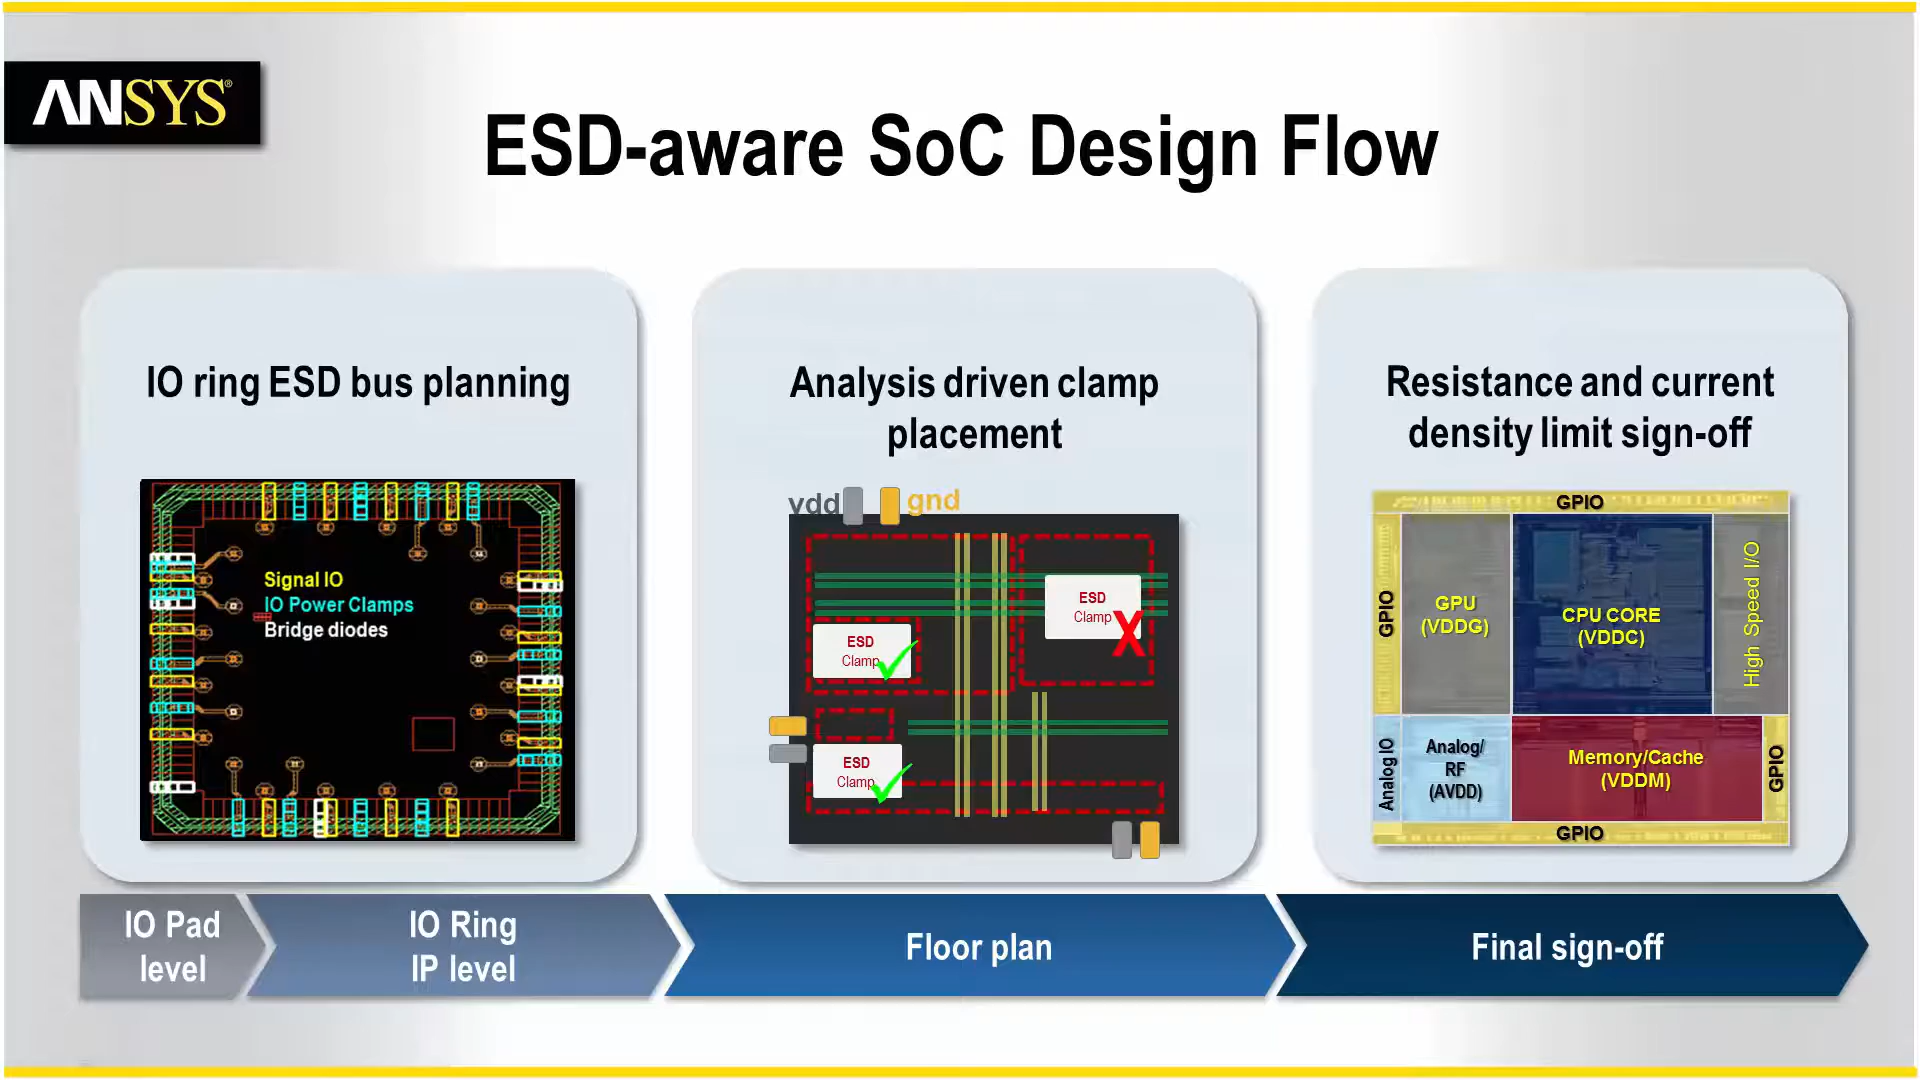 ANSYS®
ESD-aware SoC Design Flow
IO ring ESD bus planning
Signal IO
IO Power Clamps
Bridge diodes
Analysis driven clamp
placement
vdd
gnd
ESD
Clamp
X
ESD
Clamp
ESD
Clamp
Resistance and current
density limit sign-off
GPIO
GPIO
GPU
(VDDG)
CPU CORE
(VDDC)
High Speed I/O
Analog IO
Analog/
RF
(AVDD)
Memory/Cache
(VDDM)
GPIO
GPIO
IO Pad
level
IO Ring
IP level
Floor plan
Final sign-off